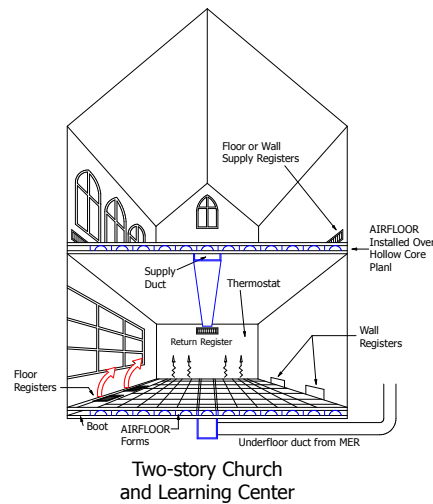 Floor or Wall
Supply Registers
AIRFLOOR
Installed Over
Hollow Core
Planl
Supply
Duct
Thermostat
Return Register
Wall
Registers
Floor
Registers
Boot
AIRFLOOR
Forms
Underfloor duct from MER
Two-story Church
and Learning Center